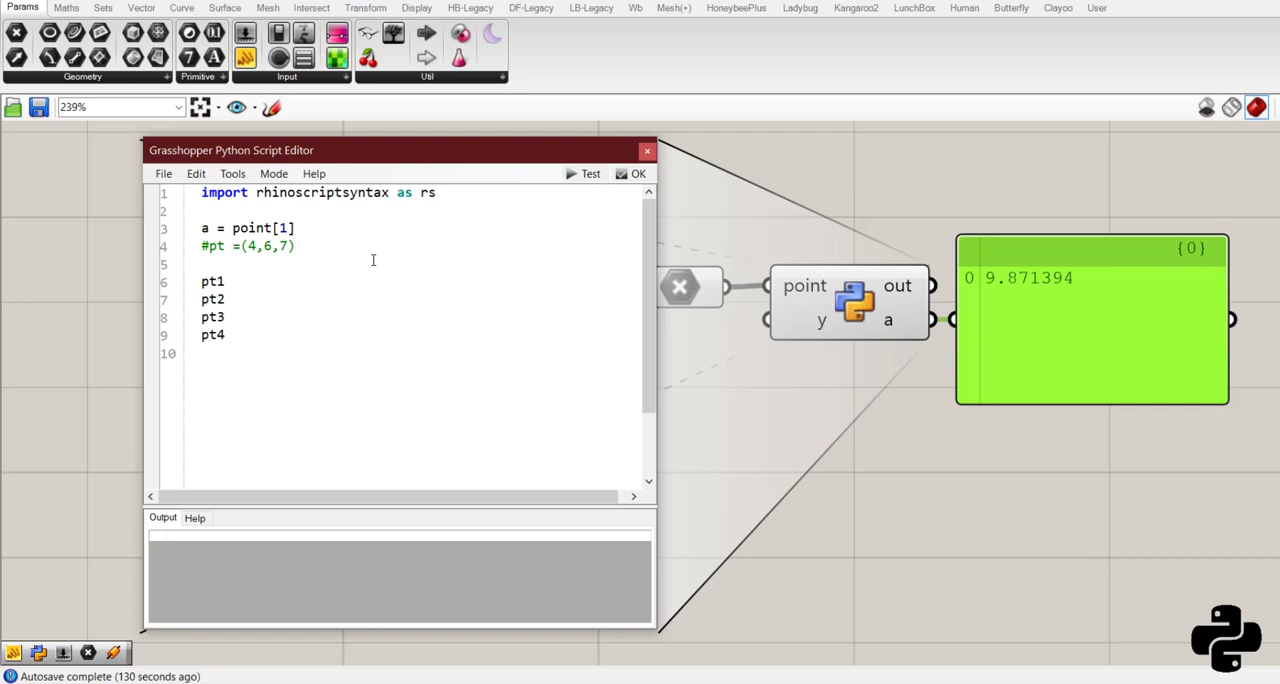 Params Maths Sets Vector Curve Surface Mesh Intersect Transform Display HB-Legacy DF-Legacy LB-Legacy Wb Mesh(+) HoneybeePlus Ladybug Kangaroo2 LunchBox Human Butterfly Clayoo User
0.1
7 A
Geometry Primitive Input Util
239%
Grasshopper Python Script Editor
File Edit Tools Mode Help Test OK
1 import rhinoscriptsyntax as rs
2
3 a = point[1]
4 #pt =(4,6,7)
5
6 pt1
7 pt2
8 pt3
9 pt4
10
Output Help
point out
y a
{0}
0 9.871394
Autosave complete (130 seconds ago)